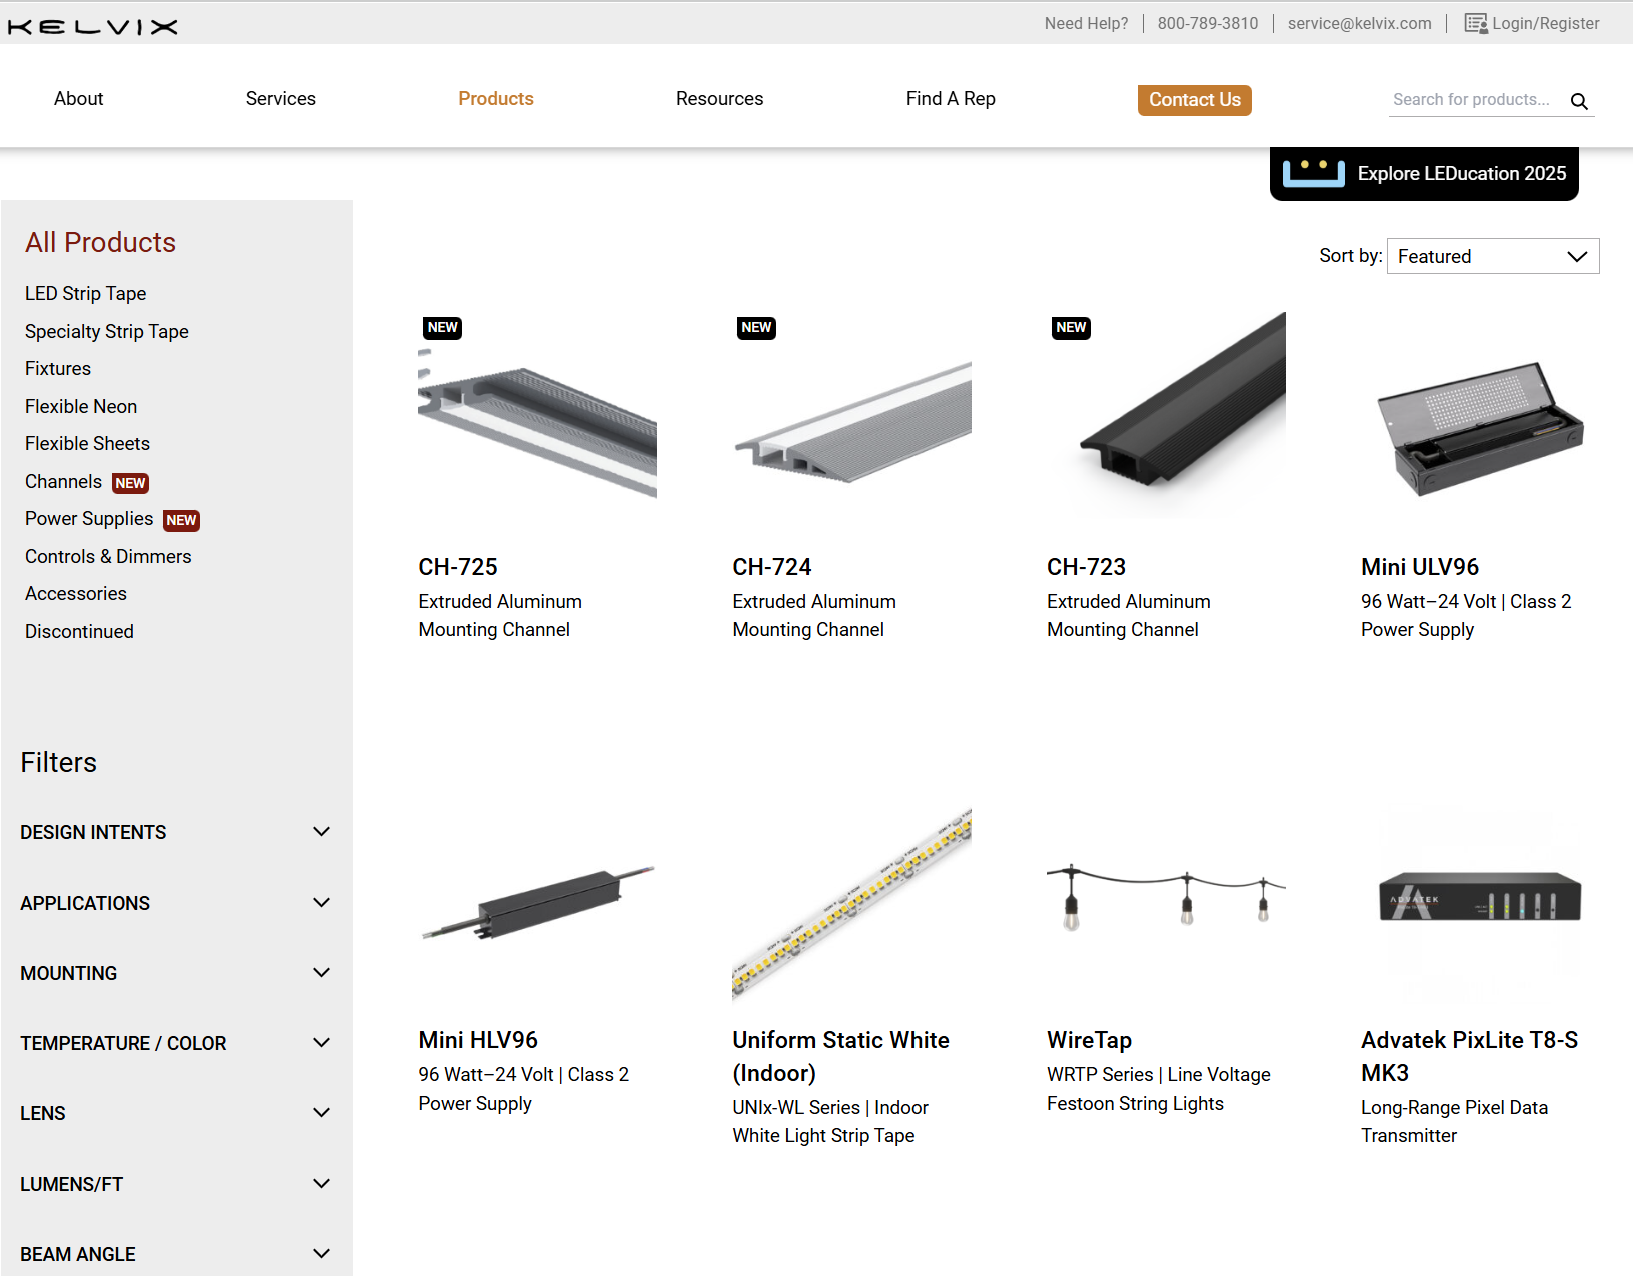 KELVIX
Need Help? 800-789-3810 service@kelvix.com Login/Register
About Services Products Resources Find A Rep Contact Us Search for products...
Explore LEDucation 2025
All Products
LED Strip Tape
Specialty Strip Tape
Fixtures
Flexible Neon
Flexible Sheets
Channels NEW
Power Supplies NEW
Controls & Dimmers
Accessories
Discontinued
Filters
DESIGN INTENTS
APPLICATIONS
MOUNTING
TEMPERATURE / COLOR
LENS
LUMENS/FT
BEAM ANGLE
Sort by: Featured
NEW
CH-725
Extruded Aluminum
Mounting Channel
NEW
CH-724
Extruded Aluminum
Mounting Channel
NEW
CH-723
Extruded Aluminum
Mounting Channel
Mini ULV96
96 Watt–24 Volt | Class 2
Power Supply
Mini HLV96
96 Watt–24 Volt | Class 2
Power Supply
Uniform Static White
(Indoor)
UNIx-WL Series | Indoor
White Light Strip Tape
WireTap
WRTP Series | Line Voltage
Festoon String Lights
ADVATEK
Advatek PixLite T8-S
MK3
Long-Range Pixel Data
Transmitter